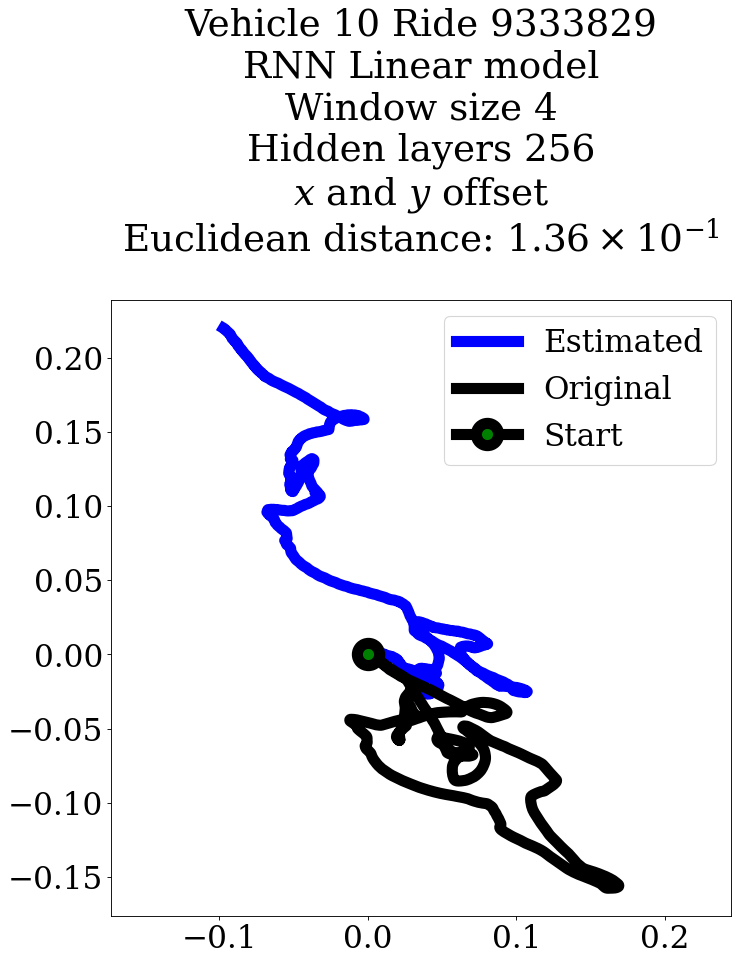 Vehicle 10 Ride 9333829
RNN Linear model
Window size 4
Hidden layers 256
x and y offset
Euclidean distance: 1.36 × 10⁻¹
Estimated
Original
Start
0.20
0.15
0.10
0.05
0.00
−0.05
−0.10
−0.15
−0.1 0.0 0.1 0.2